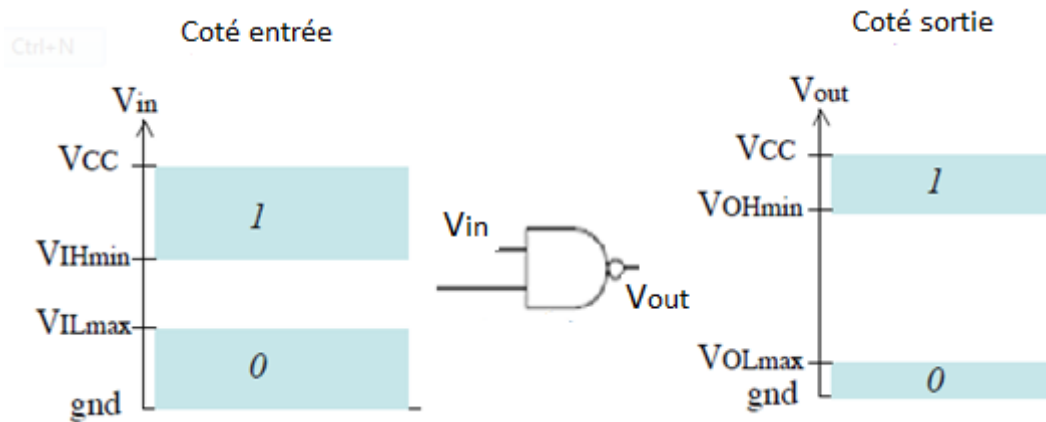 Ctrl+N
Coté entrée
Coté sortie
Vin
VCC
1
VIHmin
VILmax
0
gnd
Vin
Vout
Vout
VCC
1
VOHmin
VOLmax
0
gnd